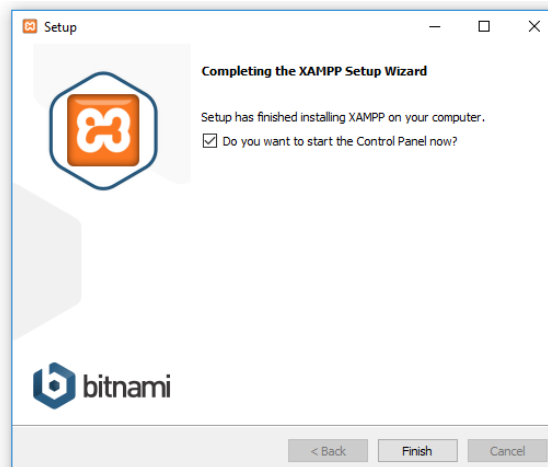 Setup
Completing the XAMPP Setup Wizard
Setup has finished installing XAMPP on your computer.
Do you want to start the Control Panel now?
bitnami
< Back
Finish
Cancel